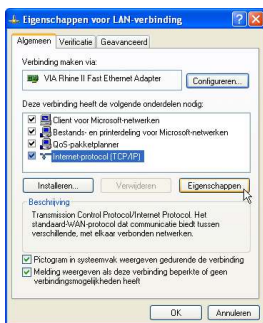 Eigenschappen voor LAN-verbinding
Algemeen Verificatie Geavanceerd
Verbinding maken via:
VIA Rhine II Fast Ethernet Adapter
Configureren...
Deze verbinding heeft de volgende onderdelen nodig:
Client voor Microsoft-netwerken
Bestands- en printerdeling voor Microsoft-netwerken
QoS-pakketplanner
Internet-protocol (TCP/IP)
Installeren... Verwijderen Eigenschappen
Beschrijving
Transmission Control Protocol/Internet Protocol. Het
standaard-WAN-protocol dat communicatie biedt tussen
verschillende, met elkaar verbonden netwerken.
Pictogram in systeemvak weergeven gedurende de verbinding
Melding weergeven als deze verbinding beperkte of geen
verbindingsmogelijkheden heeft
OK Annuleren